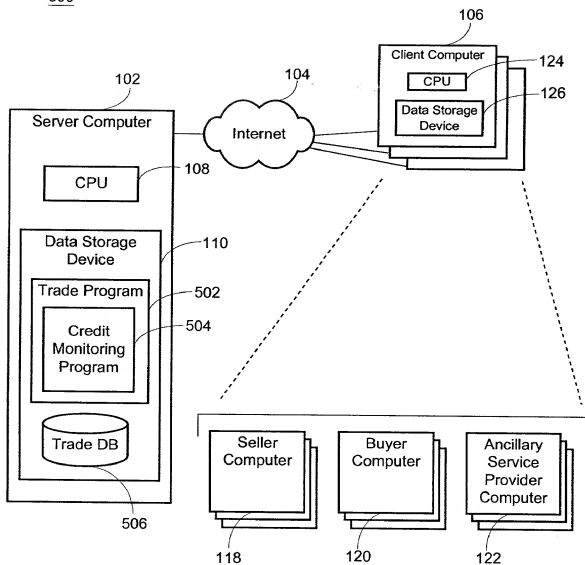 106
Client Computer
CPU
124
Data Storage
Device
126
104
Internet
102
Server Computer
CPU
108
110
Data Storage
Device
Trade Program
502
Credit
Monitoring
Program
504
Trade DB
506
Seller
Computer
118
Buyer
Computer
120
Ancillary
Service
Provider
Computer
122